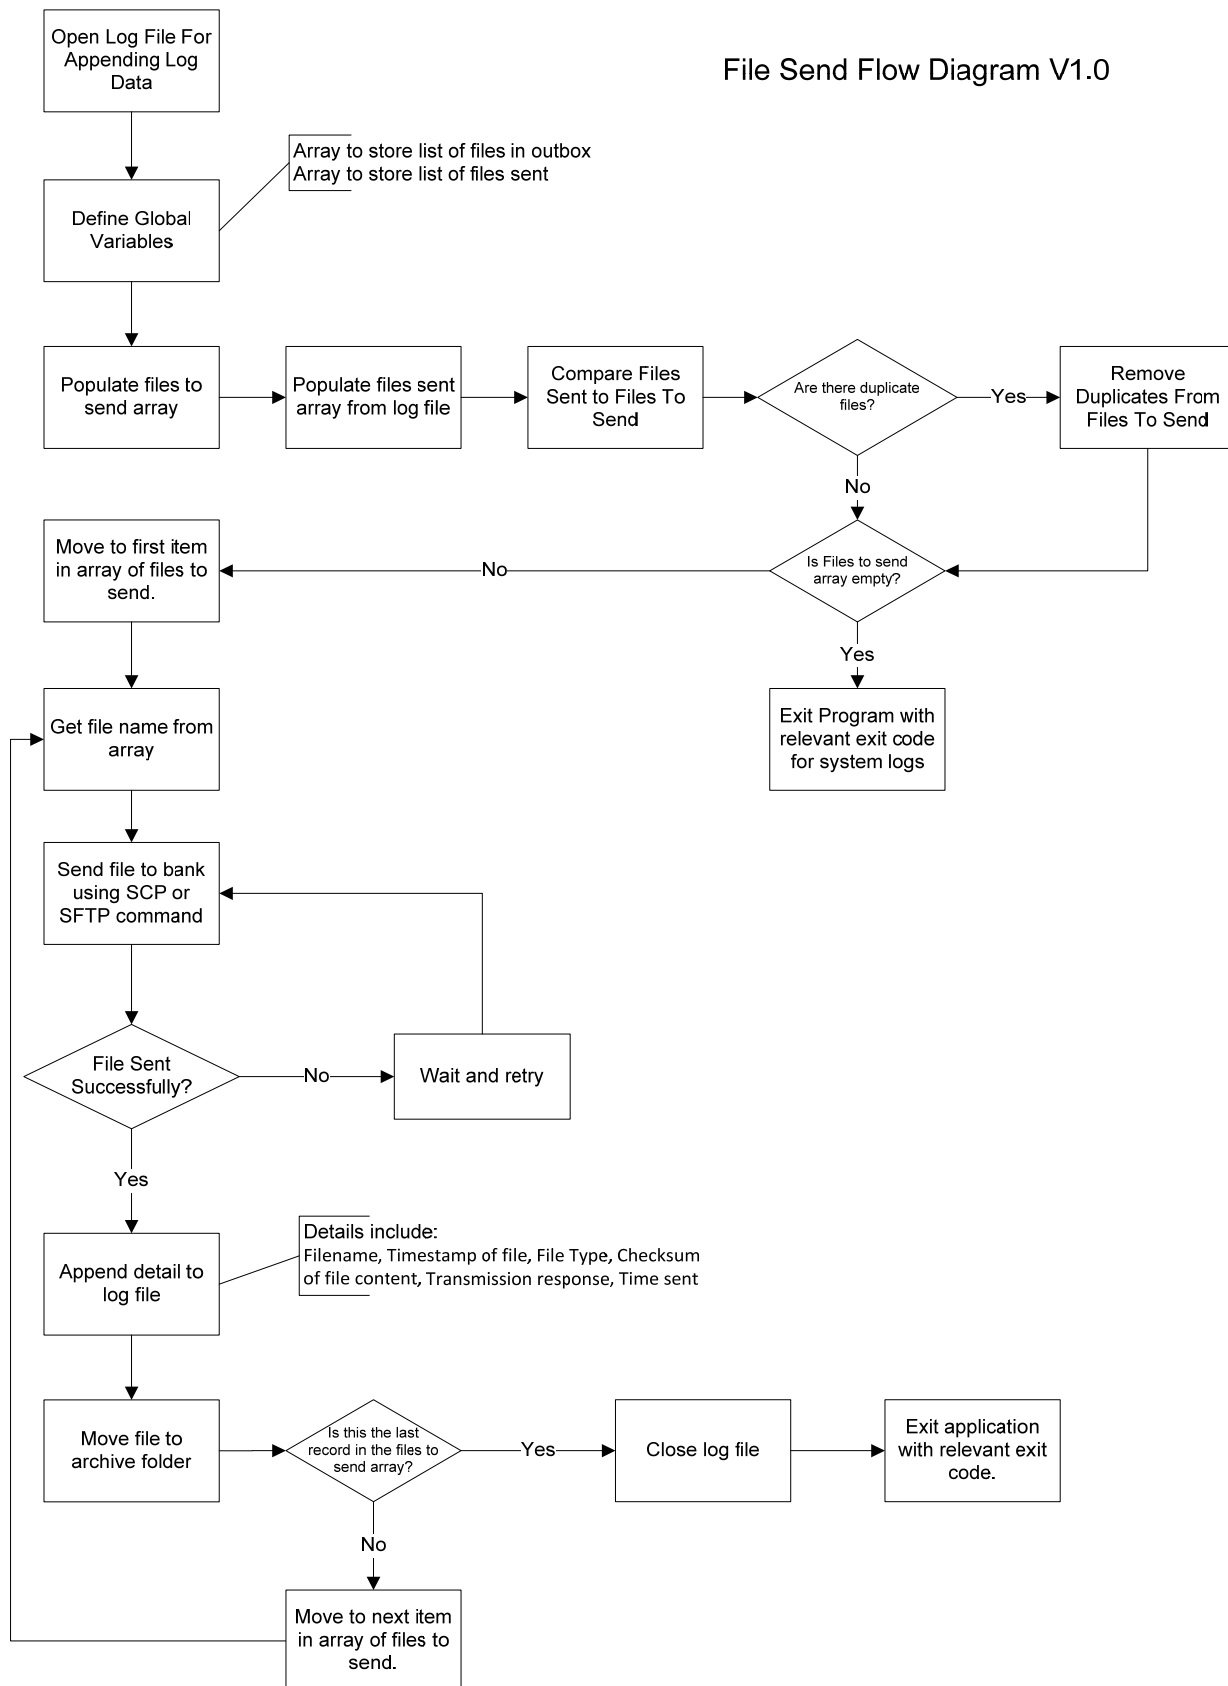 File Send Flow Diagram V1.0
Open Log File For
Appending Log
Data
Array to store list of files in outbox
Array to store list of files sent
Define Global
Variables
Populate files to
send array
Populate files sent
array from log file
Compare Files
Sent to Files To
Send
Are there duplicate
files?
Yes
Remove
Duplicates From
Files To Send
No
Move to first item
in array of files to
send.
No
Is Files to send
array empty?
Yes
Get file name from
array
Exit Program with
relevant exit code
for system logs
Send file to bank
using SCP or
SFTP command
File Sent
Successfully?
No
Wait and retry
Yes
Append detail to
log file
Details include:
Filename, Timestamp of file, File Type, Checksum
of file content, Transmission response, Time sent
Move file to
archive folder
Is this the last
record in the files to
send array?
Yes
Close log file
Exit application
with relevant exit
code.
No
Move to next item
in array of files to
send.